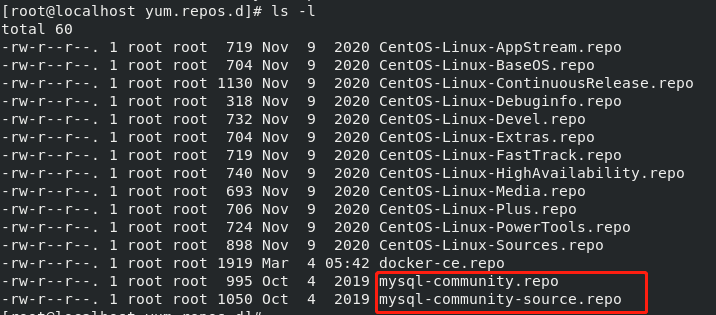 [root@localhost yum.repos.d]# ls -l
total 60
-rw-r--r--. 1 root root  719 Nov  9  2020 CentOS-Linux-AppStream.repo
-rw-r--r--. 1 root root  704 Nov  9  2020 CentOS-Linux-BaseOS.repo
-rw-r--r--. 1 root root 1130 Nov  9  2020 CentOS-Linux-ContinuousRelease.repo
-rw-r--r--. 1 root root  318 Nov  9  2020 CentOS-Linux-Debuginfo.repo
-rw-r--r--. 1 root root  732 Nov  9  2020 CentOS-Linux-Devel.repo
-rw-r--r--. 1 root root  704 Nov  9  2020 CentOS-Linux-Extras.repo
-rw-r--r--. 1 root root  719 Nov  9  2020 CentOS-Linux-FastTrack.repo
-rw-r--r--. 1 root root  740 Nov  9  2020 CentOS-Linux-HighAvailability.repo
-rw-r--r--. 1 root root  693 Nov  9  2020 CentOS-Linux-Media.repo
-rw-r--r--. 1 root root  706 Nov  9  2020 CentOS-Linux-Plus.repo
-rw-r--r--. 1 root root  724 Nov  9  2020 CentOS-Linux-PowerTools.repo
-rw-r--r--. 1 root root  898 Nov  9  2020 CentOS-Linux-Sources.repo
-rw-r--r--. 1 root root 1919 Mar  4 05:42 docker-ce.repo
-rw-r--r--. 1 root root  995 Oct  4  2019 mysql-community.repo
-rw-r--r--. 1 root root 1050 Oct  4  2019 mysql-community-source.repo
[root@localhost yum.repos.d]#